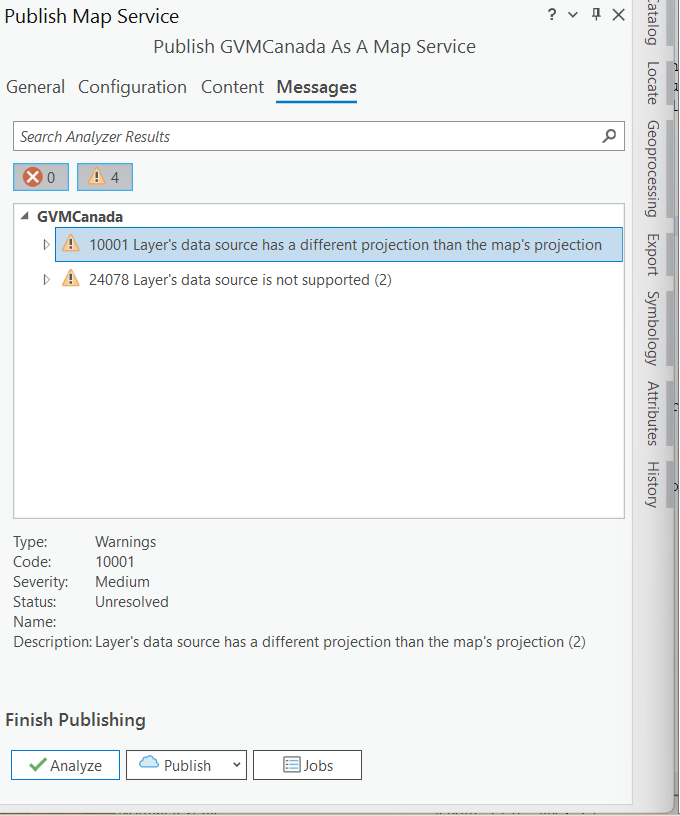 Publish Map Service
?
Publish GVMCanada As A Map Service
General Configuration Content Messages
Search Analyzer Results
0 4
GVMCanada
10001 Layer's data source has a different projection than the map's projection
24078 Layer's data source is not supported (2)
Type: Warnings
Code: 10001
Severity: Medium
Status: Unresolved
Name:
Description: Layer's data source has a different projection than the map's projection (2)
Finish Publishing
Analyze Publish Jobs
Catalog
Locate
Geoprocessing
Export
Symbology
Attributes
History